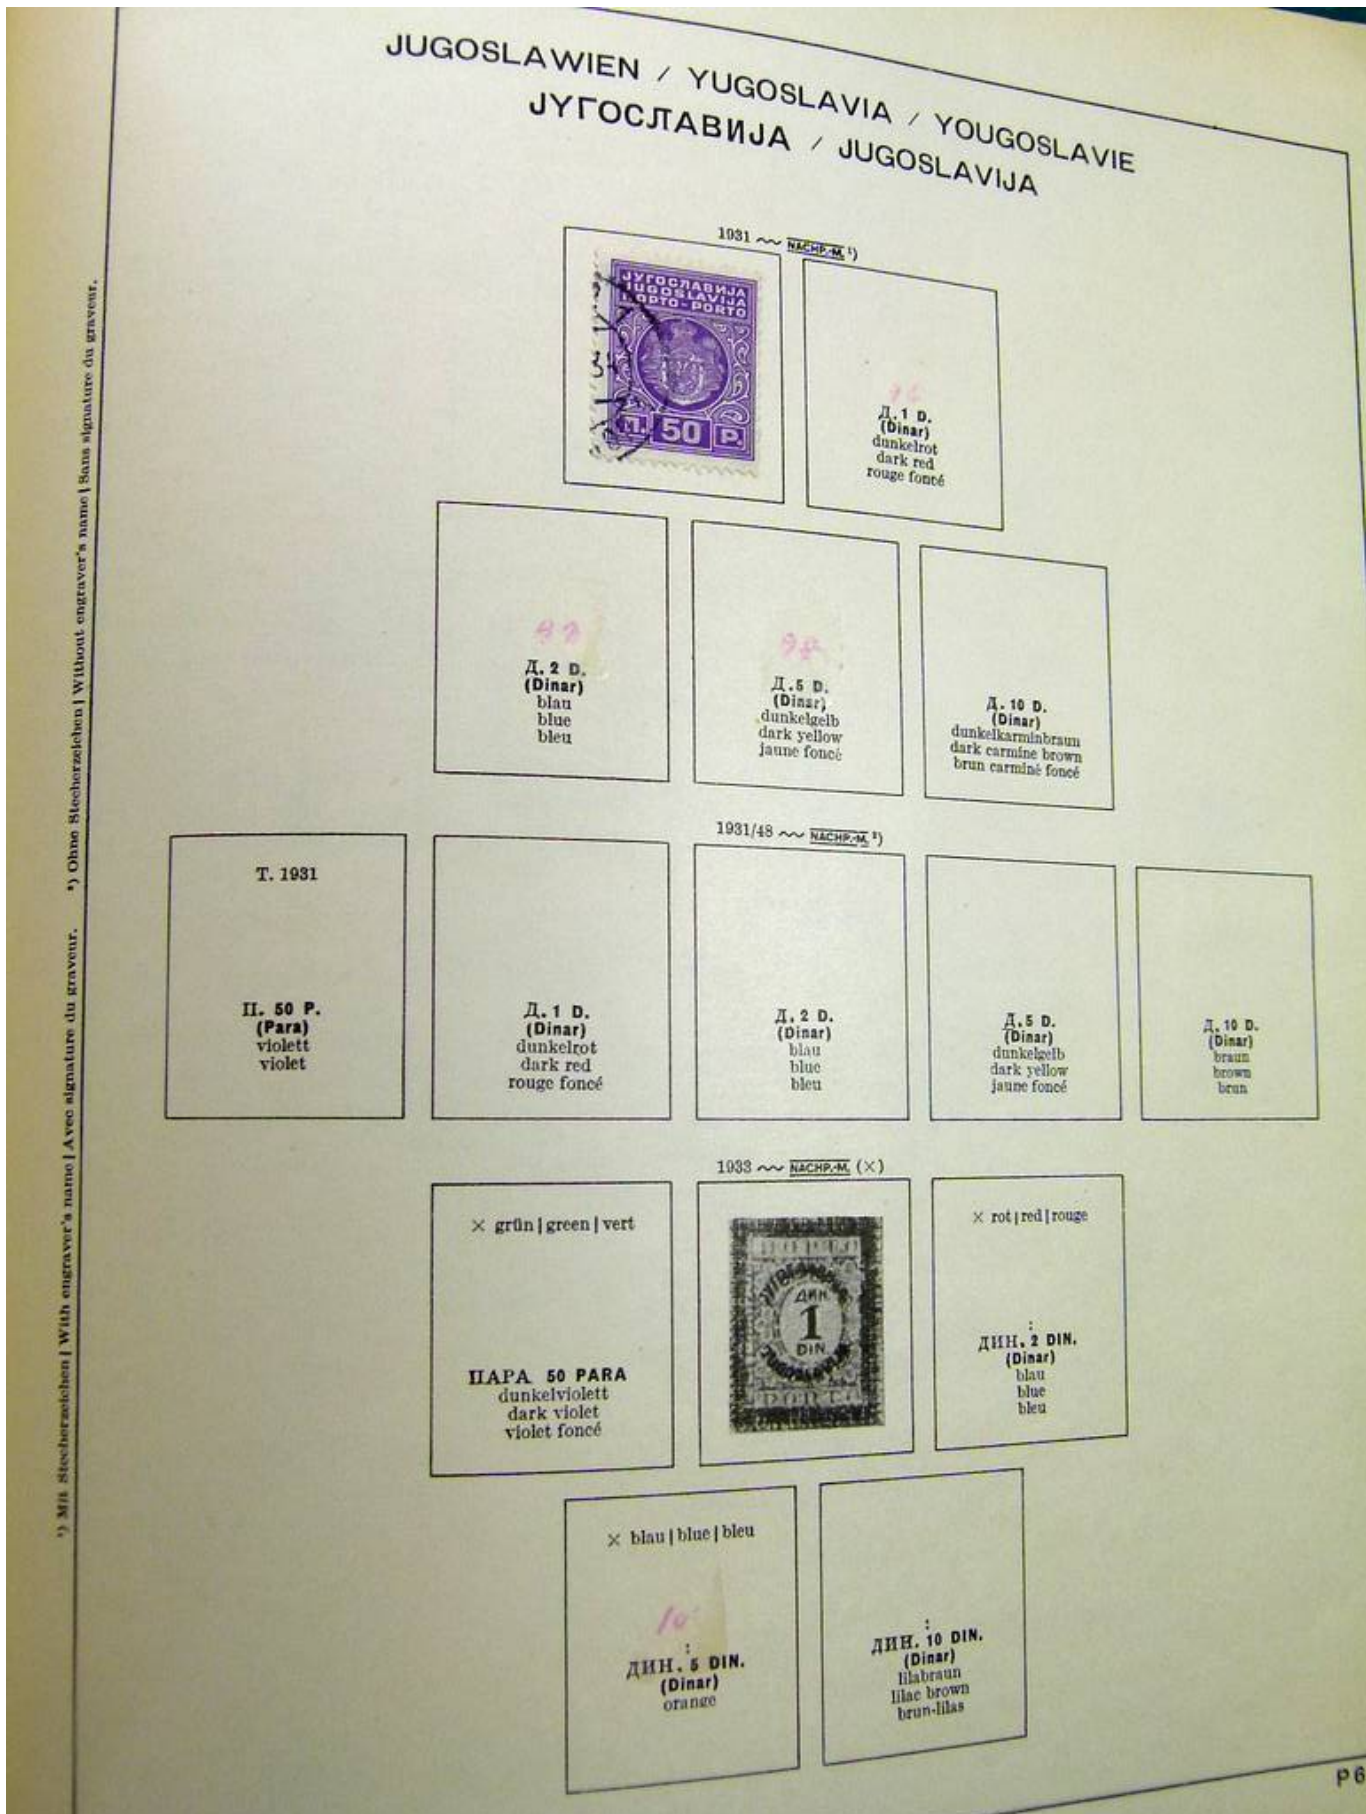 JUGOSLAWIEN / YUGOSLAVIA / YOUGOSLAVIE
ЈУГОСЛАВИЈА / JUGOSLAVIJA
1931 NACHP.-M. ¹)
ЈУГОСЛАВИЈА
JUGOSLAVIJA
ПОРТО-PORTO
П. 50 P.
Д. 1 D.
(Dinar)
dunkelrot
dark red
rouge foncé
Д. 2 D.
(Dinar)
blau
blue
bleu
98
Д. 5 D.
(Dinar)
dunkelgelb
dark yellow
jaune foncé
Д. 10 D.
(Dinar)
dunkelkarminbraun
dark carmine brown
brun carminé foncé
1931/48 NACHP.-M. ²)
T. 1931
П. 50 P.
(Para)
violett
violet
Д. 1 D.
(Dinar)
dunkelrot
dark red
rouge foncé
Д. 2 D.
(Dinar)
blau
blue
bleu
Д. 5 D.
(Dinar)
dunkelgelb
dark yellow
jaune foncé
Д. 10 D.
(Dinar)
braun
brown
brun
1933 NACHP.-M. (×)
× grün | green | vert
ПАРА 50 PARA
dunkelviolett
dark violet
violet foncé
ДИН.
1
DIN
JUGOSLAVIJA
PORTO
× rot | red | rouge
ДИН. 2 DIN.
(Dinar)
blau
blue
bleu
× blau | blue | bleu
10
ДИН. 5 DIN.
(Dinar)
orange
ДИН. 10 DIN.
(Dinar)
lilabraun
lilac brown
brun-lilas
¹) Mit Stecherzeichen | With engraver's name | Avec signature du graveur. ²) Ohne Stecherzeichen | Without engraver's name | Sans signature du graveur.
P 6